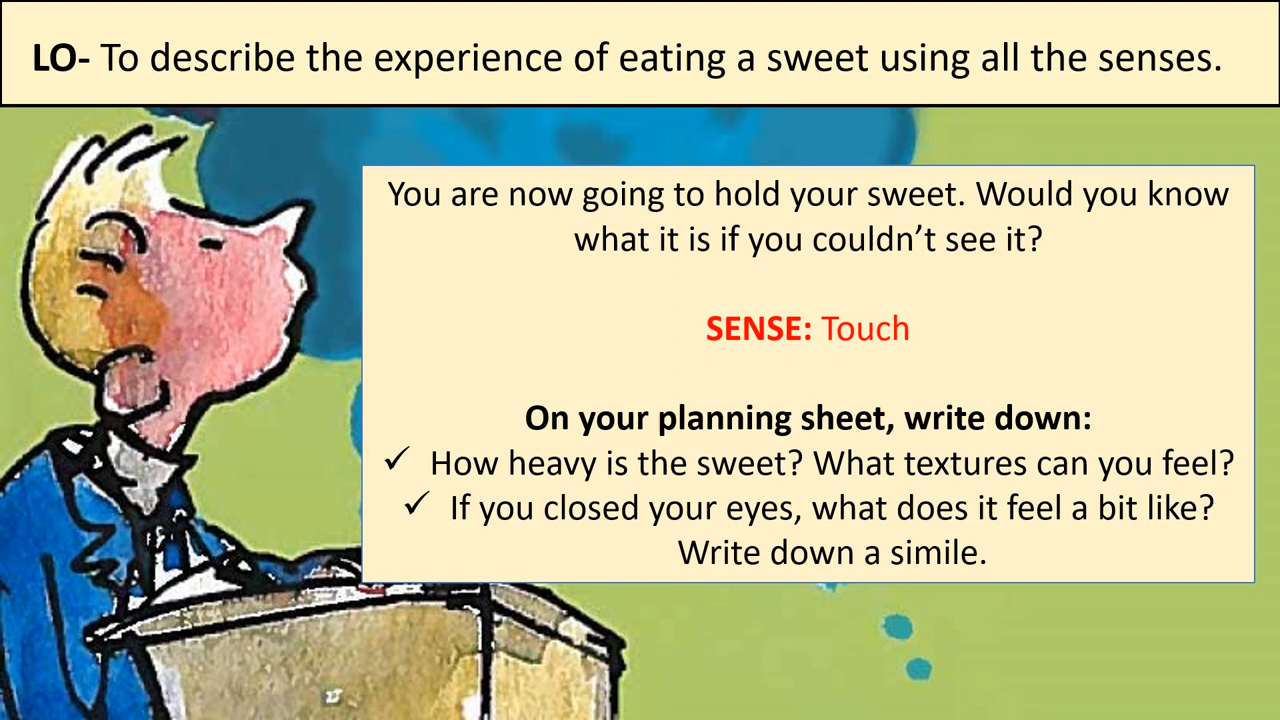 LO- To describe the experience of eating a sweet using all the senses.
You are now going to hold your sweet. Would you know
what it is if you couldn’t see it?
SENSE: Touch
On your planning sheet, write down:
✓ How heavy is the sweet? What textures can you feel?
✓ If you closed your eyes, what does it feel a bit like?
Write down a simile.